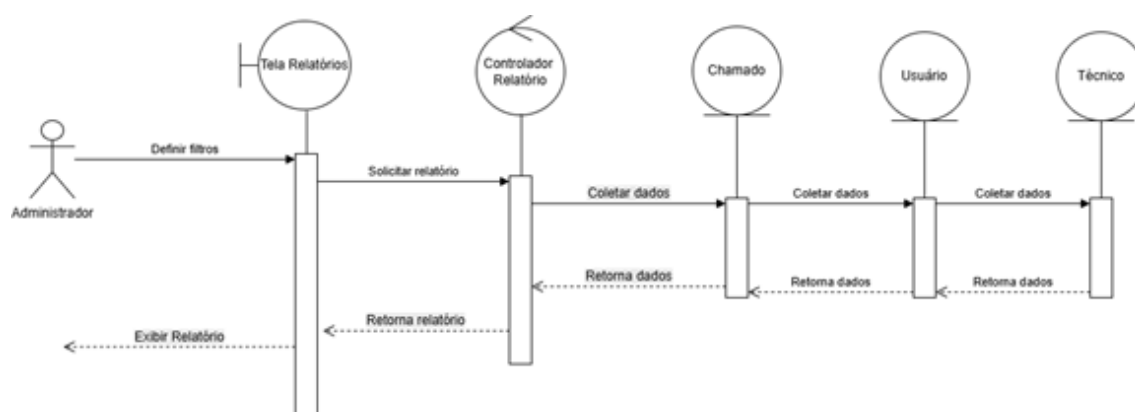 Tela Relatórios
Controlador
Relatório
Chamado
Usuário
Técnico
Definir filtros
Solicitar relatório
Coletar dados
Coletar dados
Coletar dados
Administrador
Retorna dados
Retorna dados
Retorna dados
Retorna relatório
Exibir Relatório